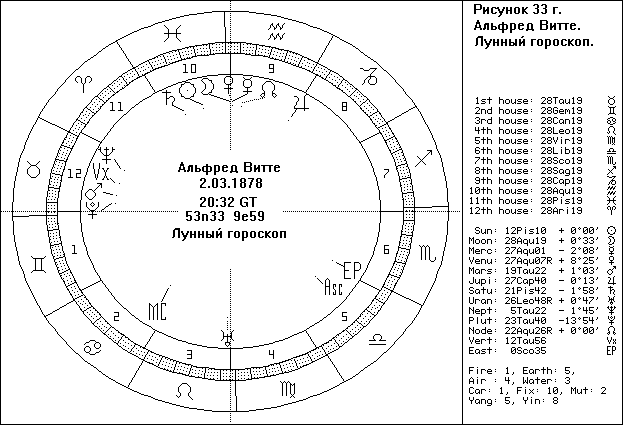 Рисунок 33 г.
Альфред Витте.
Лунный гороскоп.
10
9
11
8
12
7
1
6
2
5
3
4
Vx
Альфред Витте
2.03.1878
20:32 GT
53n33 9e59
Лунный гороскоп
EP
Asc
MC
1st house: 28Tau19 ♉
2nd house: 28Gem19 ♊
3rd house: 28Can19 ♋
4th house: 28Leo19 ♌
5th house: 28Vir19 ♍
6th house: 28Lib19 ♎
7th house: 28Sco19 ♏
8th house: 28Sag19 ♐
9th house: 28Cap19 ♑
10th house: 28Aqu19 ♒
11th house: 28Pis19 ♓
12th house: 28Ari19 ♈
Sun: 12Pis10 + 0°00' ☉
Moon: 28Aqu19 + 0°33' ☽
Merc: 27Aqu01 - 2°08' ☿
Venu: 27Aqu07R + 8°25' ♀
Mars: 19Tau22 + 1°03' ♂
Jupi: 27Cap40 - 0°13' ♃
Satu: 21Pis42 - 1°58' ♄
Uran: 26Leo48R + 0°47' ♅
Nept: 5Tau22 - 1°45' ♆
Plut: 23Tau40 -13°54' ♇
Node: 22Aqu26R + 0°00' ☊
Vert: 12Tau56 Vx
East: 0Sco35 EP
Fire: 1, Earth: 5,
Air : 4, Water: 3
Car: 1, Fix: 10, Mut: 2
Yang: 5, Yin: 8